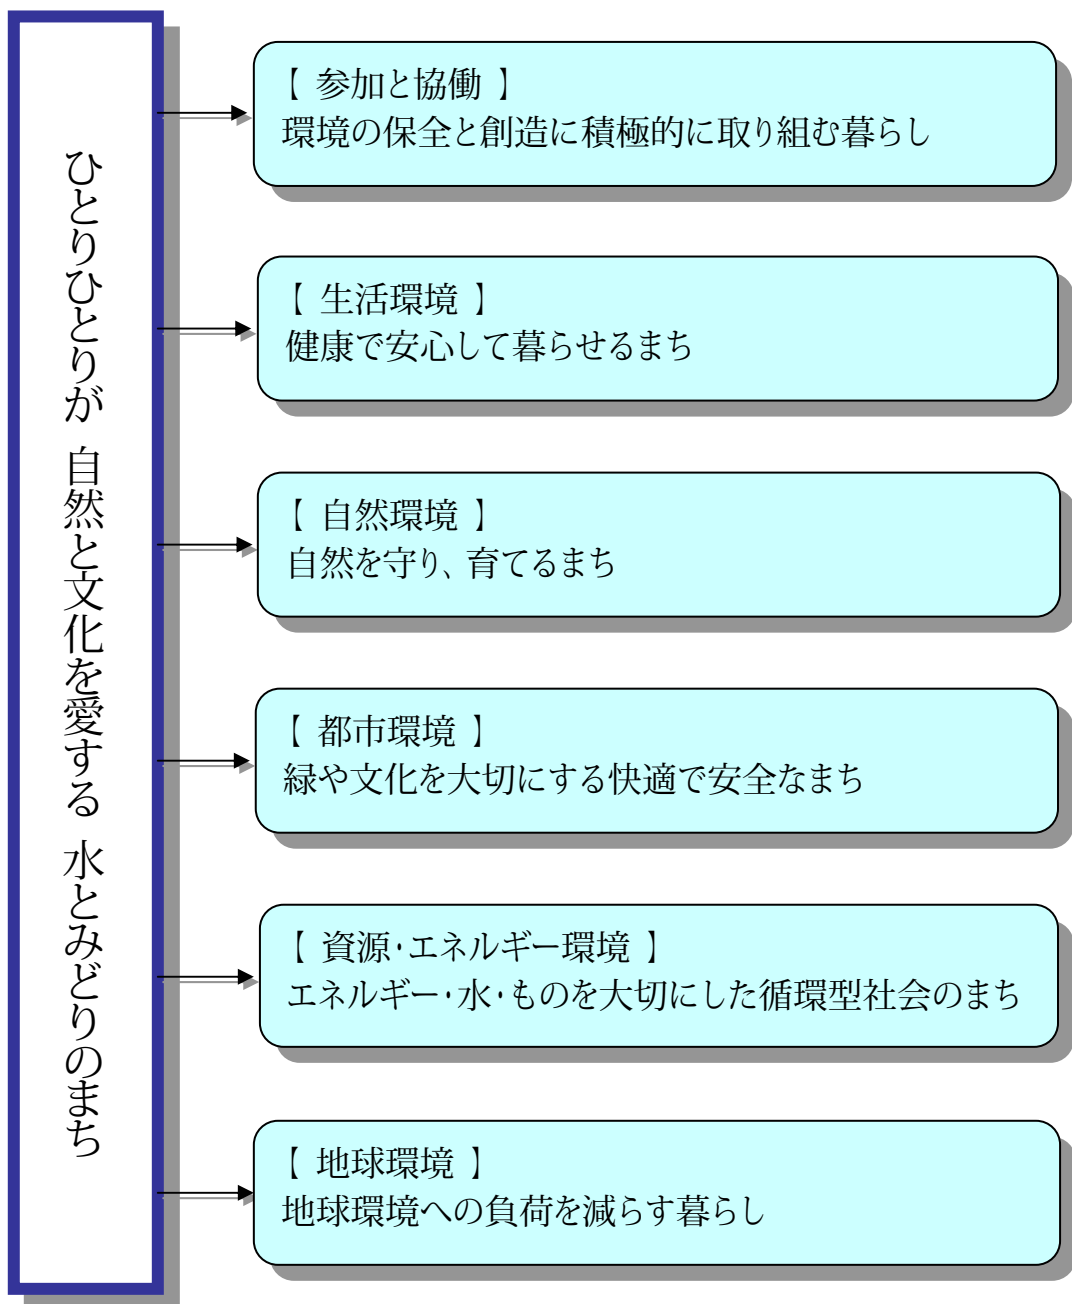 ひとりひとりが 自然と文化を愛する 水とみどりのまち
【 参加と協働 】
環境の保全と創造に積極的に取り組む暮らし
【 生活環境 】
健康で安心して暮らせるまち
【 自然環境 】
自然を守り、育てるまち
【 都市環境 】
緑や文化を大切にする快適で安全なまち
【 資源・エネルギー環境 】
エネルギー・水・ものを大切にした循環型社会のまち
【 地球環境 】
地球環境への負荷を減らす暮らし